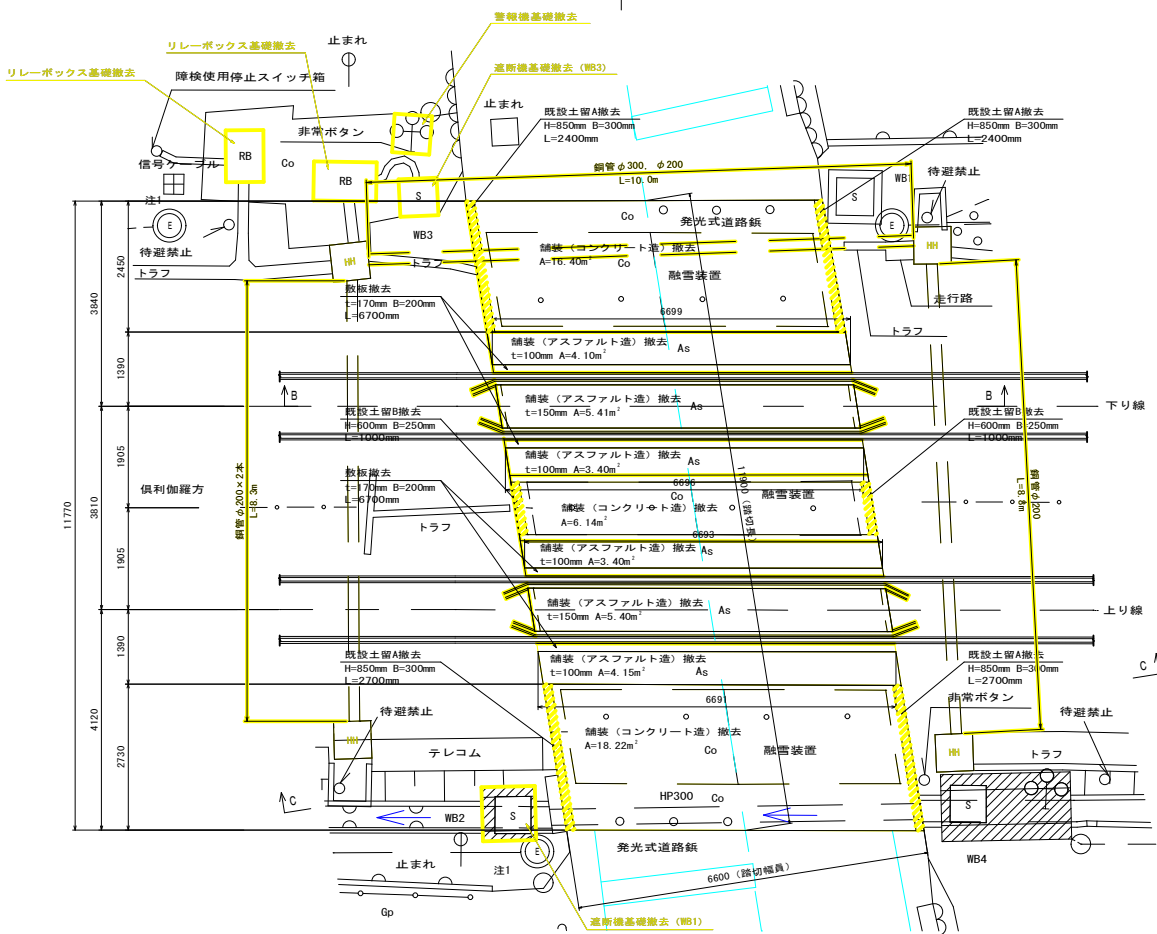 警報機基礎撤去
リレーボックス基礎撤去
止まれ
リレーボックス基礎撤去
遮断機基礎撤去（WB3）
障検使用停止スイッチ箱
止まれ
既設土留A撤去
H=850mm B=300mm
L=2400mm
既設土留A撤去
H=850mm B=300mm
L=2400mm
非常ボタン
RB
Co
信号ケーブル
RB
鋼管φ300. φ200
L=10.0m
WB1
待避禁止
S
S
注1
E
Co
発光式道路鋲
E
WB3
待避禁止
舗装（コンクリート造）撤去
A=16.40m²
Co
HH
トラフ
HH
トラフ
融雪装置
敷板撤去
t=170mm B=200mm
L=6700mm
走行路
6699
トラフ
舗装（アスファルト造）撤去
t=100mm A=4.10m²
As
2450
3840
1390
B
B
舗装（アスファルト造）撤去
t=150mm A=5.41m²
As
下り線
既設土留B撤去
H=600mm B=250mm
L=1000mm
既設土留B撤去
H=600mm B=250mm
L=1000mm
舗装（アスファルト造）撤去
t=100mm A=3.40m²
As
1905
敷板撤去
t=170mm B=200mm
L=6700mm
6696
Co
融雪装置
11900（踏切長）
倶利伽羅方
鋼管φ200×2本
L=8.3m
鋼管φ200
L=8.8m
11770
3810
舗装（コンクリート造）撤去
A=6.14m²
トラフ
6693
舗装（アスファルト造）撤去
t=100mm A=3.40m²
As
1905
舗装（アスファルト造）撤去
t=150mm A=5.40m²
As
上り線
1390
既設土留A撤去
H=850mm B=300mm
L=2700mm
舗装（アスファルト造）撤去
t=100mm A=4.15m²
As
既設土留A撤去
H=850mm B=300mm
L=2700mm
C
6691
非常ボタン
待避禁止
待避禁止
4120
2730
舗装（コンクリート造）撤去
A=18.22m²
Co
融雪装置
HH
テレコム
HH
トラフ
HP300
Co
C
WB2
S
S
発光式道路鋲
E
止まれ
注1
WB4
6600（踏切幅員）
Gp
遮断機基礎撤去（WB1）